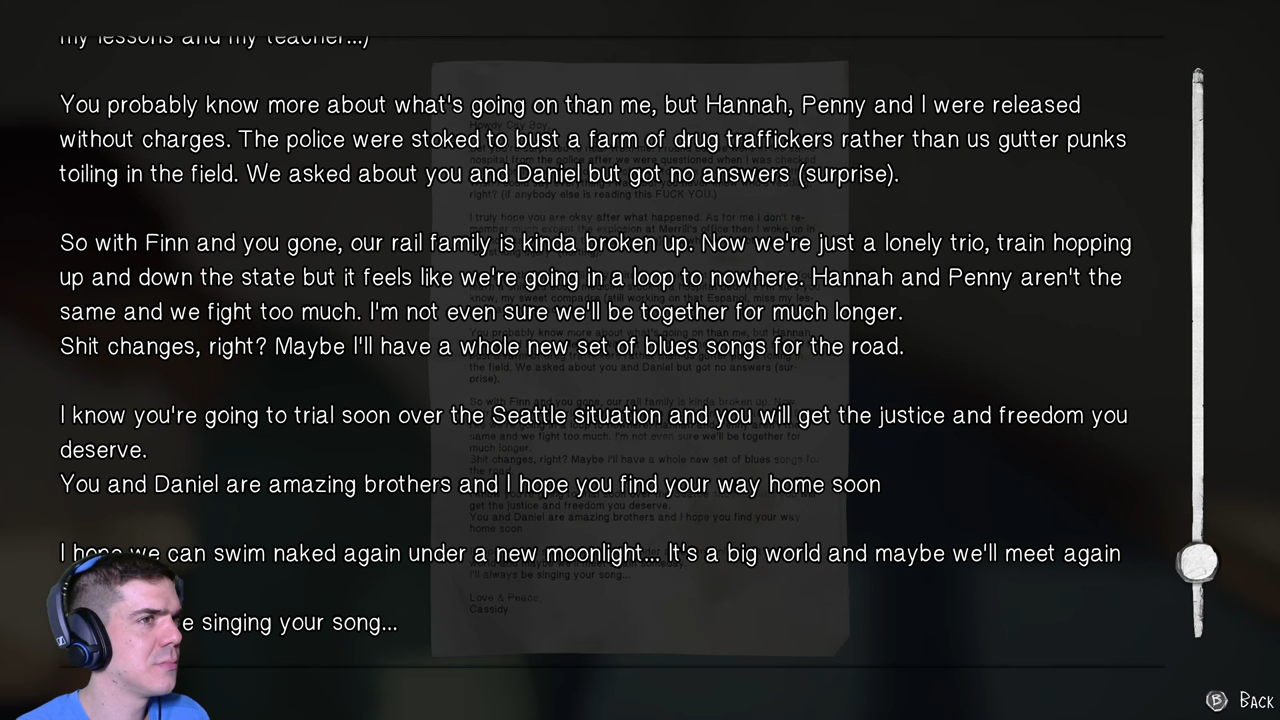 my lessons and my teacher...)
You probably know more about what's going on than me, but Hannah, Penny and I were released
without charges. The police were stoked to bust a farm of drug traffickers rather than us gutter punks
toiling in the field. We asked about you and Daniel but got no answers (surprise).
So with Finn and you gone, our rail family is kinda broken up. Now we're just a lonely trio, train hopping
up and down the state but it feels like we're going in a loop to nowhere. Hannah and Penny aren't the
same and we fight too much. I'm not even sure we'll be together for much longer.
Shit changes, right? Maybe I'll have a whole new set of blues songs for the road.
I know you're going to trial soon over the Seattle situation and you will get the justice and freedom you
deserve.
You and Daniel are amazing brothers and I hope you find your way home soon
I hope we can swim naked again under a new moonlight... It's a big world and maybe we'll meet again
singing your song...
Love & Peace,
Cassidy
B Back